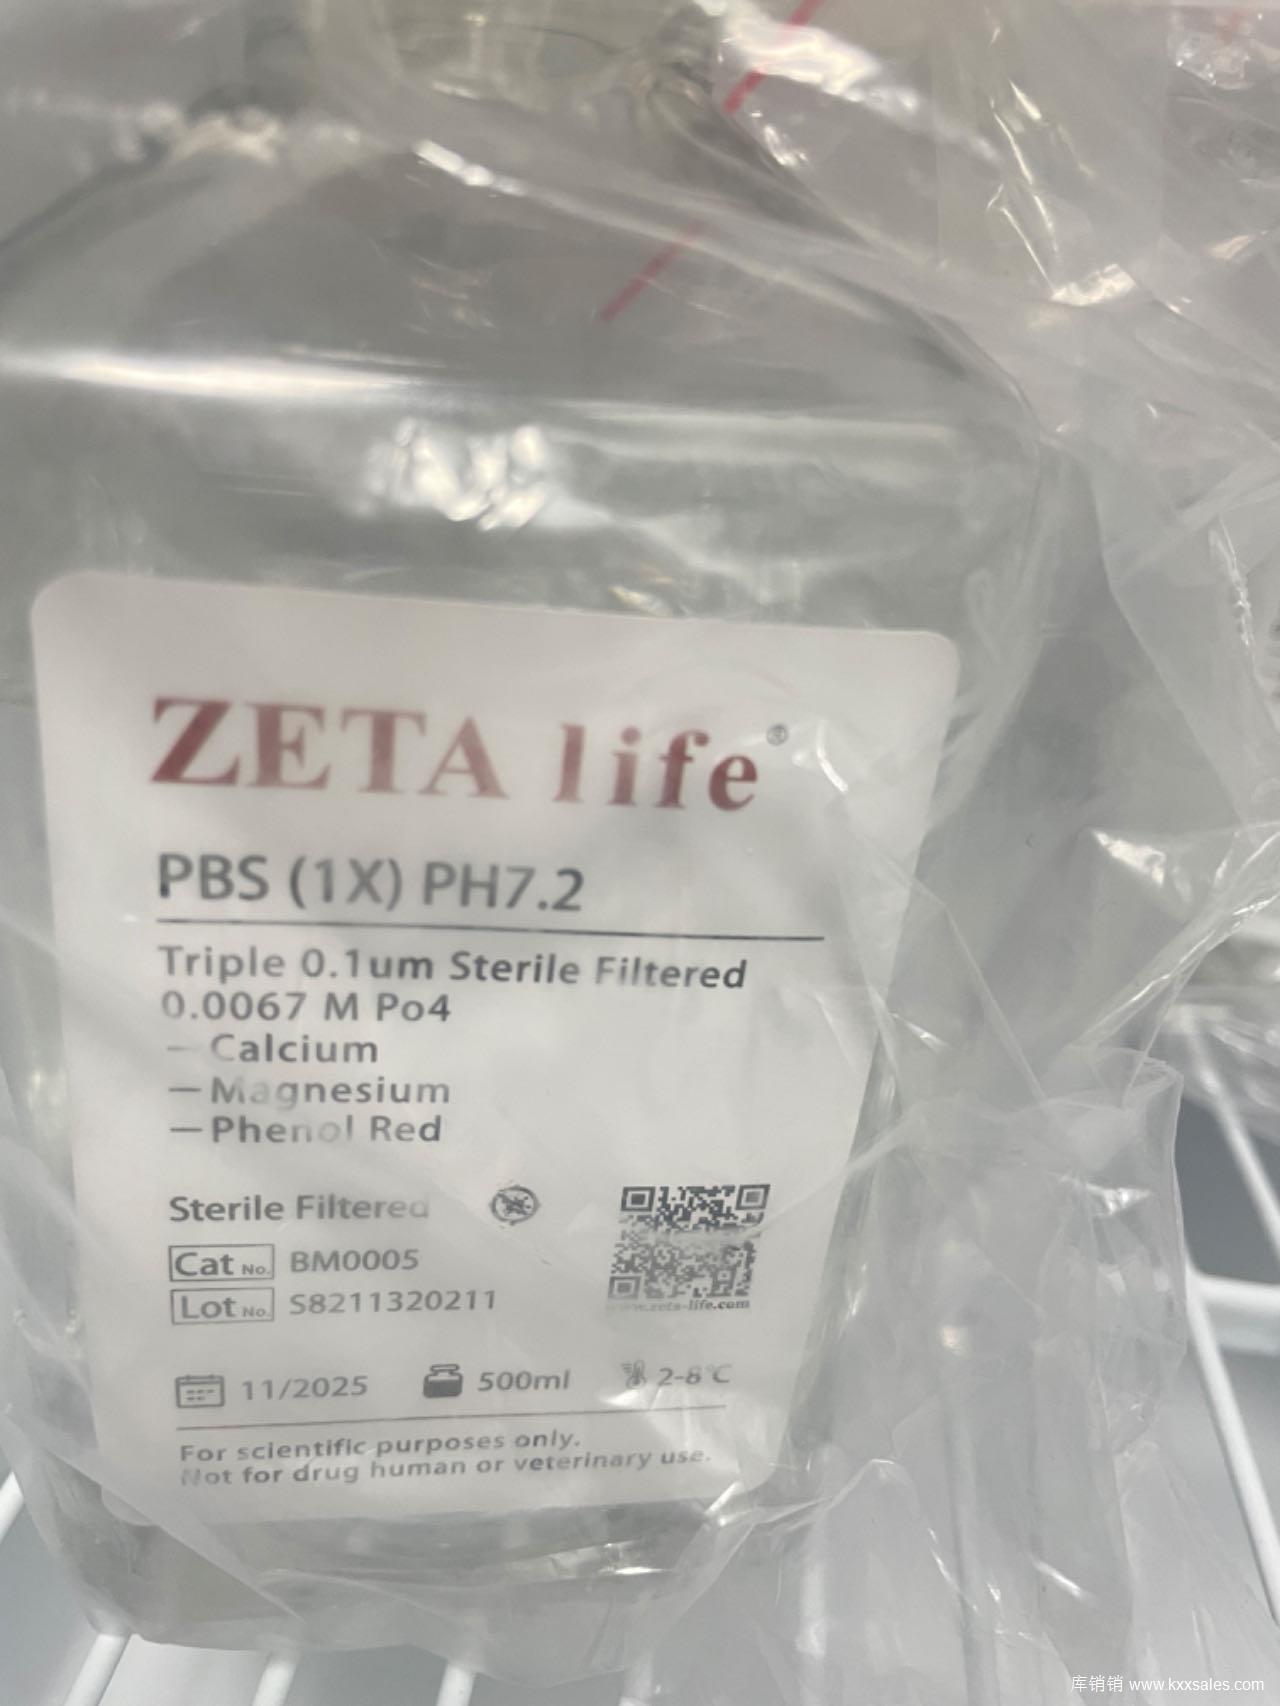 ZETA life®
PBS (1X) PH7.2
Triple 0.1um Sterile Filtered
0.0067 M Po4
— Calcium
— Magnesium
— Phenol Red
Sterile Filtered
Cat No. BM0005
Lot No. S8211320211
www.zeta-life.com
11/2025 500ml 2-8℃
For scientific purposes only.
Not for drug human or veterinary use.
库销销 www.kxxsales.com